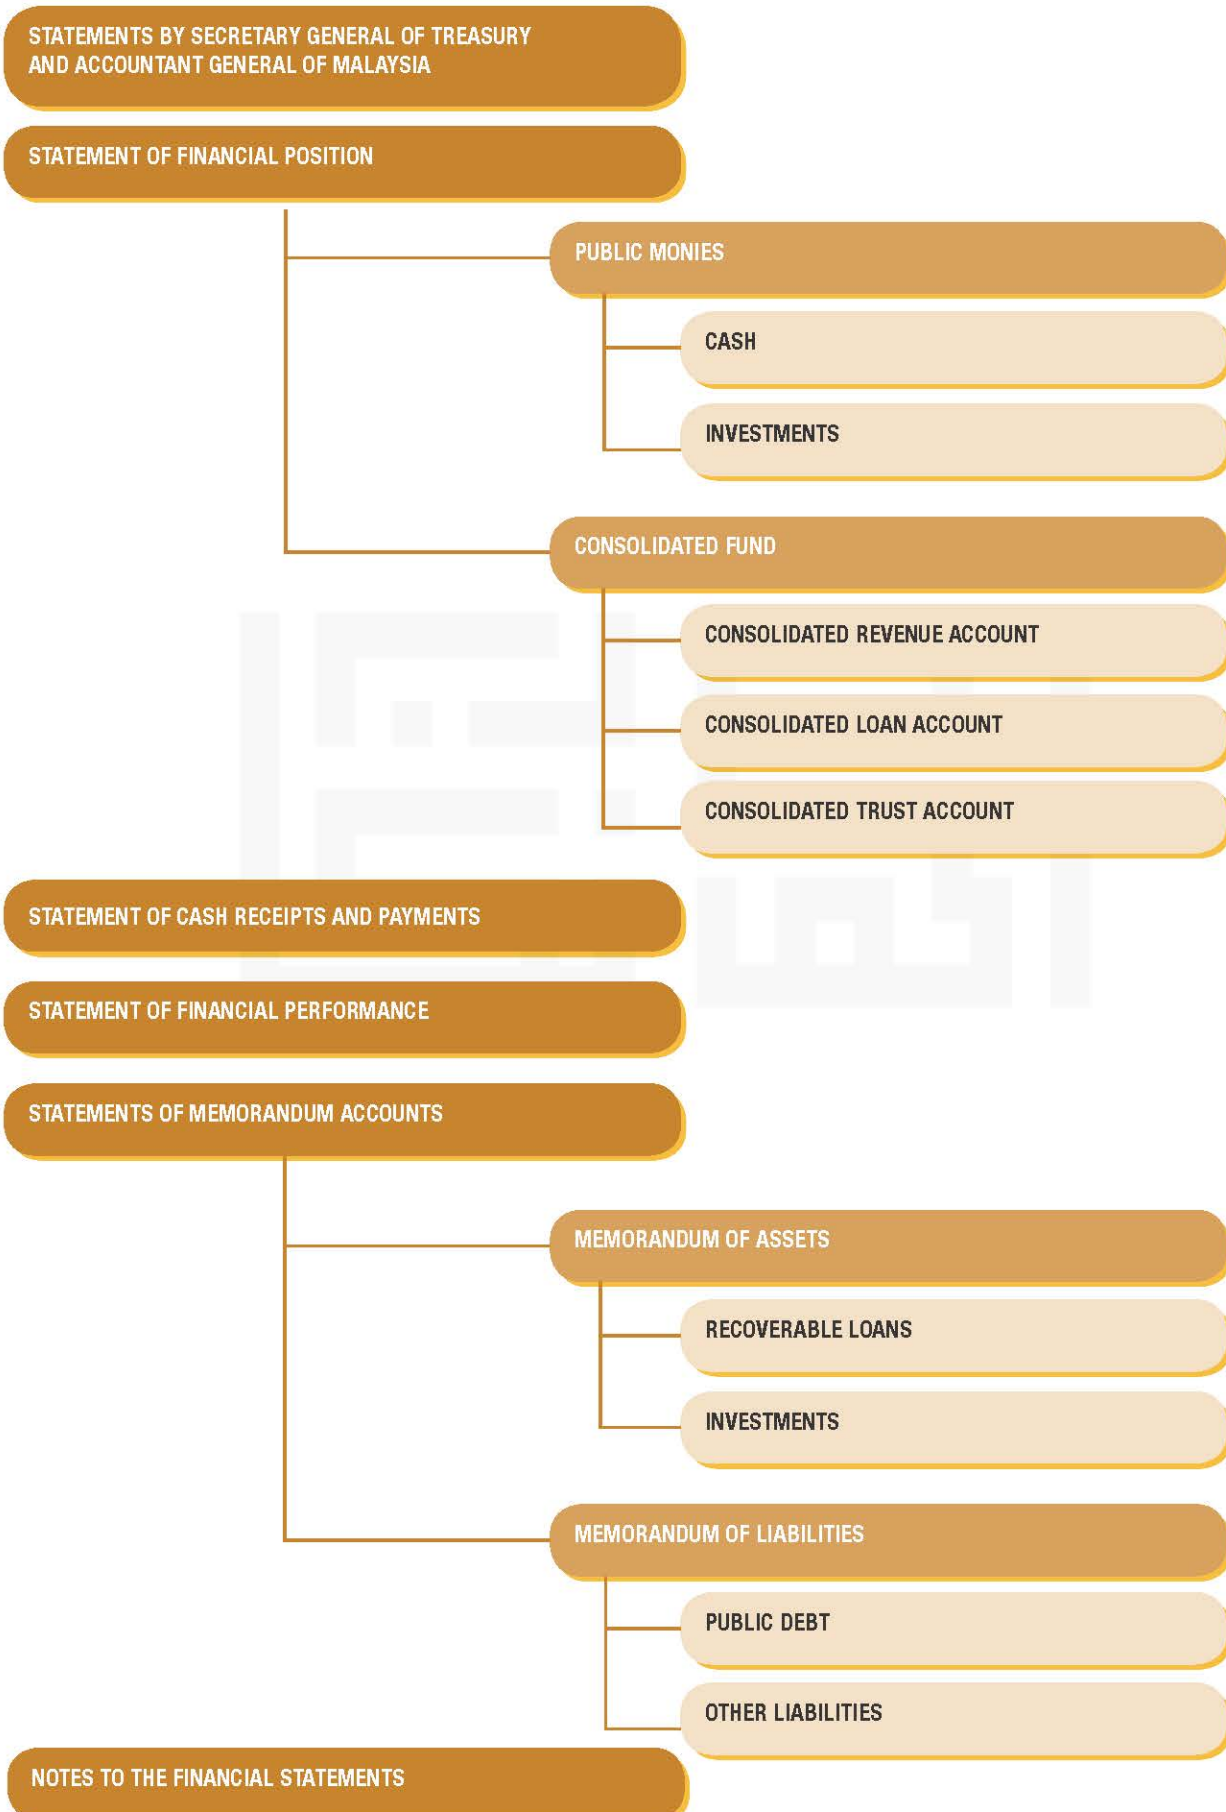 STATEMENTS BY SECRETARY GENERAL OF TREASURY
AND ACCOUNTANT GENERAL OF MALAYSIA
STATEMENT OF FINANCIAL POSITION
PUBLIC MONIES
CASH
INVESTMENTS
CONSOLIDATED FUND
CONSOLIDATED REVENUE ACCOUNT
CONSOLIDATED LOAN ACCOUNT
CONSOLIDATED TRUST ACCOUNT
STATEMENT OF CASH RECEIPTS AND PAYMENTS
STATEMENT OF FINANCIAL PERFORMANCE
STATEMENTS OF MEMORANDUM ACCOUNTS
MEMORANDUM OF ASSETS
RECOVERABLE LOANS
INVESTMENTS
MEMORANDUM OF LIABILITIES
PUBLIC DEBT
OTHER LIABILITIES
NOTES TO THE FINANCIAL STATEMENTS